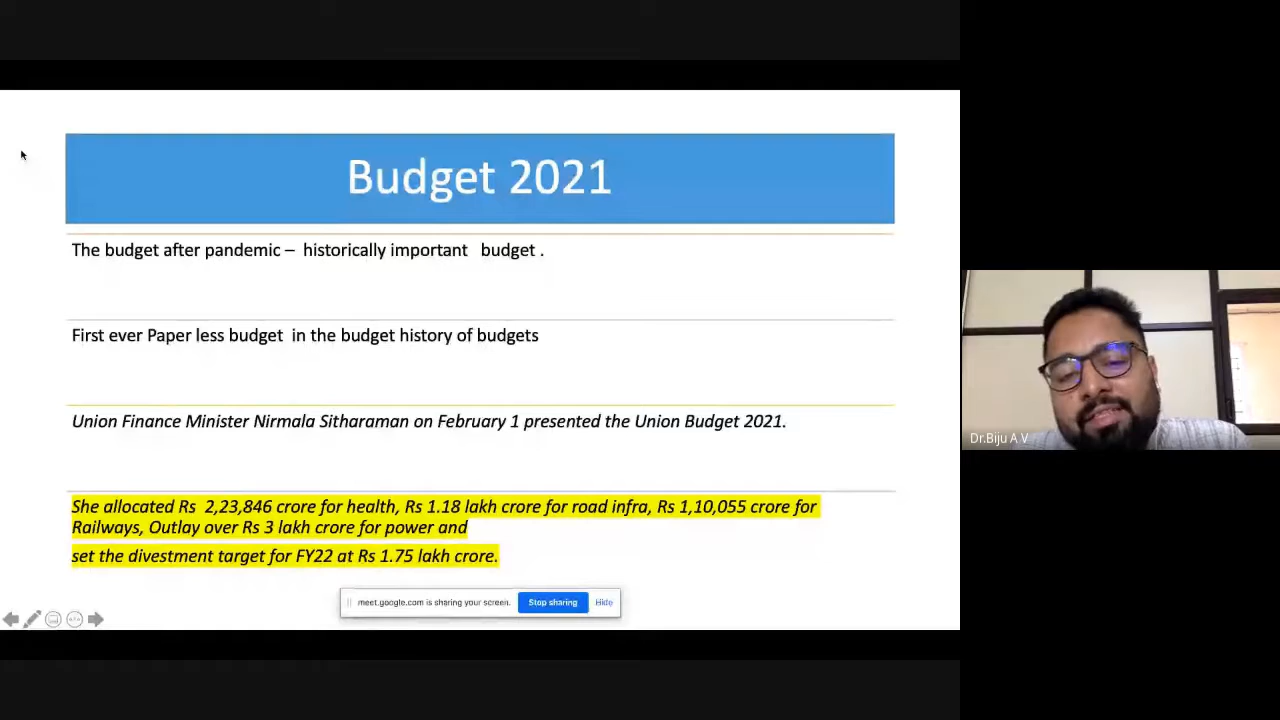 Budget 2021
The budget after pandemic – historically important budget .
First ever Paper less budget in the budget history of budgets
Union Finance Minister Nirmala Sitharaman on February 1 presented the Union Budget 2021.
She allocated Rs 2,23,846 crore for health, Rs 1.18 lakh crore for road infra, Rs 1,10,055 crore for
Railways, Outlay over Rs 3 lakh crore for power and
set the divestment target for FY22 at Rs 1.75 lakh crore.
Dr.Biju A V
meet.google.com is sharing your screen. Stop sharing Hide